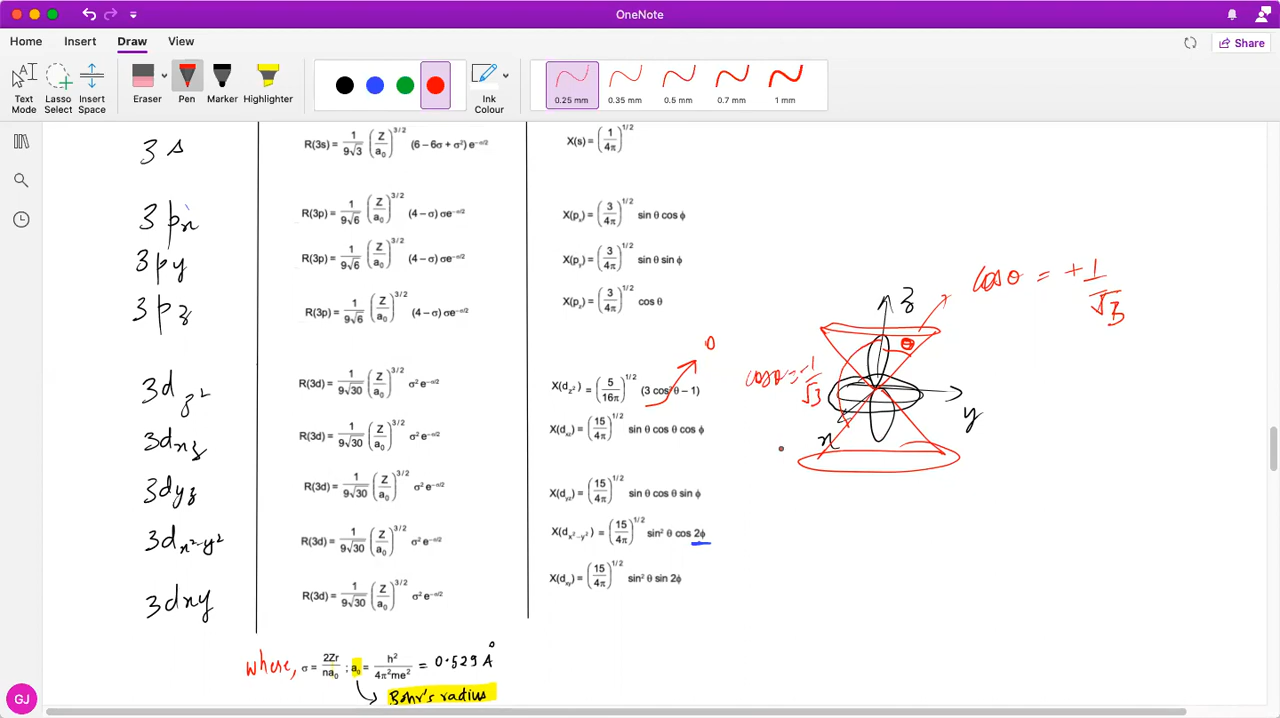 OneNote
Home Insert Draw View
Share
Text Mode
Lasso Select
Insert Space
Eraser
Pen
Marker
Highlighter
Ink Colour
0.25 mm
0.35 mm
0.5 mm
0.7 mm
1 mm
3s R(3s) = 1/9√3 (Z/a₀)^3/2 (6–6σ + σ²) e^–σ/2 X(s) = (1/4π)^1/2
3px R(3p) = 1/9√6 (Z/a₀)^3/2 (4 – σ) σe^–σ/2 X(pₓ) = (3/4π)^1/2 sin θ cos ϕ
3py R(3p) = 1/9√6 (Z/a₀)^3/2 (4 – σ) σe^–σ/2 X(p_y) = (3/4π)^1/2 sin θ sin ϕ
3pz R(3p) = 1/9√6 (Z/a₀)^3/2 (4 – σ) σe^–σ/2 X(p_z) = (3/4π)^1/2 cos θ
cosθ = +1/√3
z
θ
0
cosθ = -1/√3
y
x
3dz² R(3d) = 1/9√30 (Z/a₀)^3/2 σ² e^–σ/2 X(d_z²) = (5/16π)^1/2 (3 cos²θ – 1)
3dxz R(3d) = 1/9√30 (Z/a₀)^3/2 σ² e^–σ/2 X(d_xz) = (15/4π)^1/2 sin θ cos θ cos ϕ
3dyz R(3d) = 1/9√30 (Z/a₀)^3/2 σ² e^–σ/2 X(d_yz) = (15/4π)^1/2 sin θ cos θ sin ϕ
3dx²-y² R(3d) = 1/9√30 (Z/a₀)^3/2 σ² e^–σ/2 X(d_x²–y²) = (15/4π)^1/2 sin² θ cos 2ϕ
3dxy R(3d) = 1/9√30 (Z/a₀)^3/2 σ² e^–σ/2 X(d_xy) = (15/4π)^1/2 sin² θ sin 2ϕ
where, σ = 2Zr/na₀ ; a₀ = h²/4π²me² = 0.529 Å
Bohr's radius
GJ